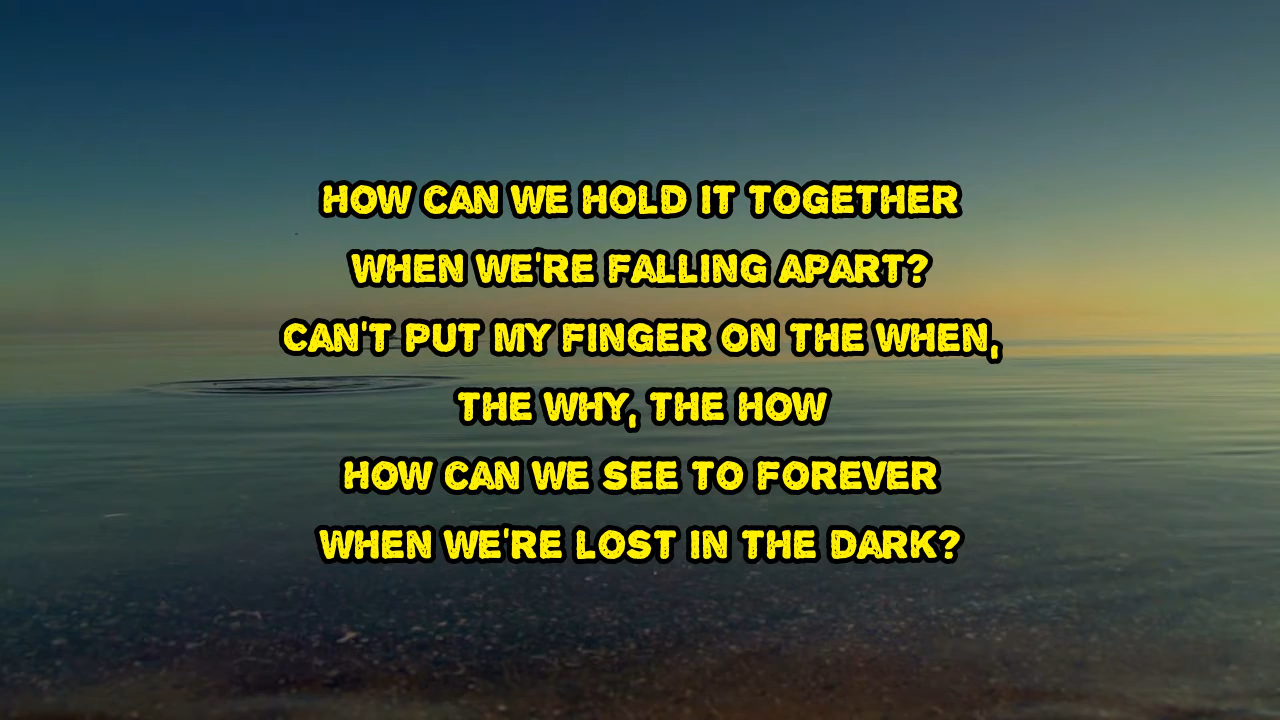 HOW CAN WE HOLD IT TOGETHER
WHEN WE'RE FALLING APART?
CAN'T PUT MY FINGER ON THE WHEN,
THE WHY, THE HOW
HOW CAN WE SEE TO FOREVER
WHEN WE'RE LOST IN THE DARK?